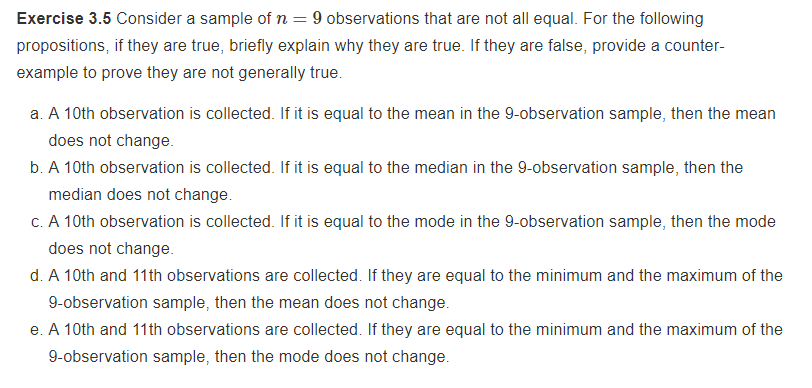 Exercise 3.5 Consider a sample of n = 9 observations that are not all equal. For the following
propositions, if they are true, briefly explain why they are true. If they are false, provide a counter-
example to prove they are not generally true.
a. A 10th observation is collected. If it is equal to the mean in the 9-observation sample, then the mean
does not change.
b. A 10th observation is collected. If it is equal to the median in the 9-observation sample, then the
median does not change.
c. A 10th observation is collected. If it is equal to the mode in the 9-observation sample, then the mode
does not change.
d. A 10th and 11th observations are collected. If they are equal to the minimum and the maximum of the
9-observation sample, then the mean does not change.
e. A 10th and 11th observations are collected. If they are equal to the minimum and the maximum of the
9-observation sample, then the mode does not change.